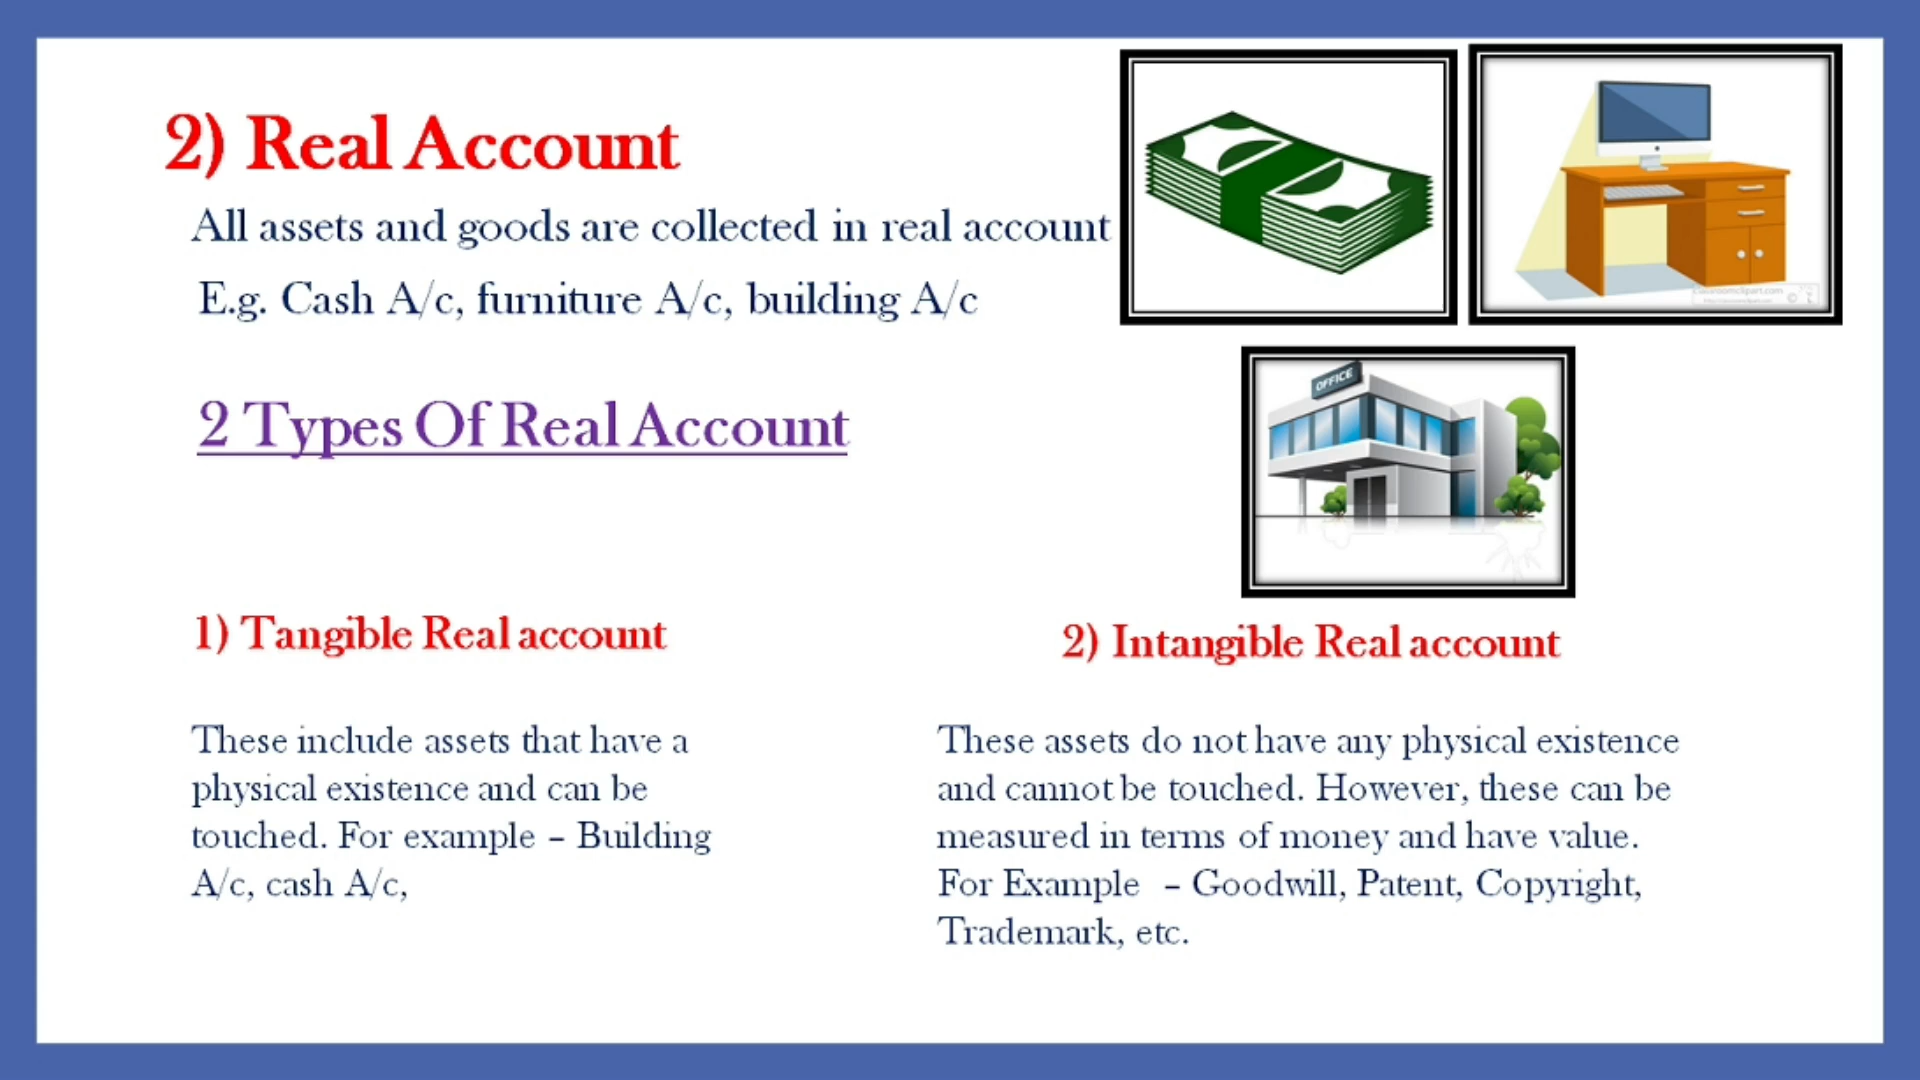 2) Real Account
All assets and goods are collected in real account
E.g. Cash A/c, furniture A/c, building A/c
OFFICE
2 Types Of Real Account
1) Tangible Real account
These include assets that have a
physical existence and can be
touched. For example – Building
A/c, cash A/c,
2) Intangible Real account
These assets do not have any physical existence
and cannot be touched. However, these can be
measured in terms of money and have value.
For Example – Goodwill, Patent, Copyright,
Trademark, etc.